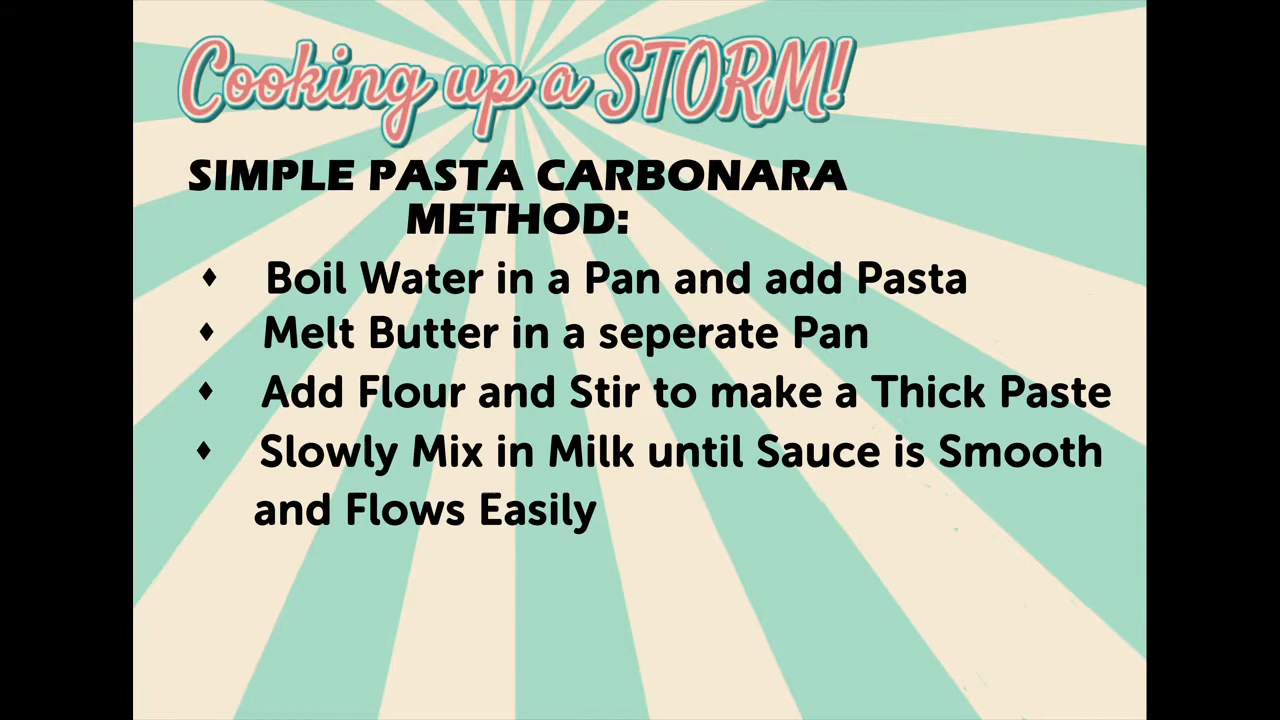 Cooking up a STORM!
SIMPLE PASTA CARBONARA
METHOD:
♦ Boil Water in a Pan and add Pasta
♦ Melt Butter in a seperate Pan
♦ Add Flour and Stir to make a Thick Paste
♦ Slowly Mix in Milk until Sauce is Smooth
and Flows Easily